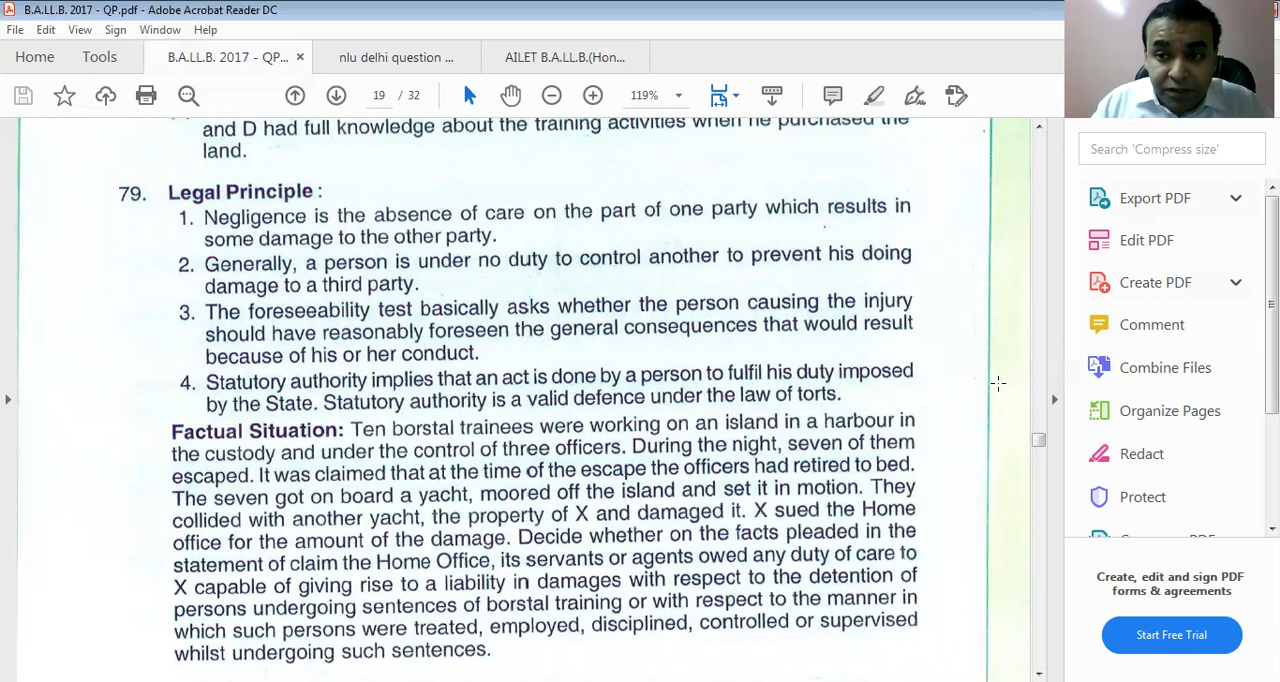 B.A.LL.B. 2017 - QP.pdf - Adobe Acrobat Reader DC
File Edit View Sign Window Help
Home Tools B.A.LL.B. 2017 - QP... × nlu delhi question ... AILET B.A.LL.B.(Hon...
19 / 32 119%
and D had full knowledge about the training activities when he purchased the
land.
79. Legal Principle :
1. Negligence is the absence of care on the part of one party which results in
some damage to the other party.
2. Generally, a person is under no duty to control another to prevent his doing
damage to a third party.
3. The foreseeability test basically asks whether the person causing the injury
should have reasonably foreseen the general consequences that would result
because of his or her conduct.
4. Statutory authority implies that an act is done by a person to fulfil his duty imposed
by the State. Statutory authority is a valid defence under the law of torts.
Factual Situation: Ten borstal trainees were working on an island in a harbour in
the custody and under the control of three officers. During the night, seven of them
escaped. It was claimed that at the time of the escape the officers had retired to bed.
The seven got on board a yacht, moored off the island and set it in motion. They
collided with another yacht, the property of X and damaged it. X sued the Home
office for the amount of the damage. Decide whether on the facts pleaded in the
statement of claim the Home Office, its servants or agents owed any duty of care to
X capable of giving rise to a liability in damages with respect to the detention of
persons undergoing sentences of borstal training or with respect to the manner in
which such persons were treated, employed, disciplined, controlled or supervised
whilst undergoing such sentences.
Search 'Compress size'
Export PDF
Edit PDF
Create PDF
Comment
Combine Files
Organize Pages
Redact
Protect
Create, edit and sign PDF
forms & agreements
Start Free Trial